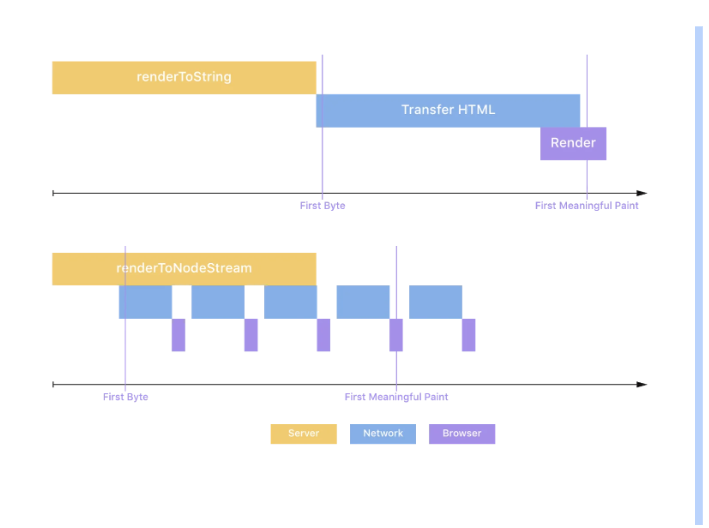 renderToString
Transfer HTML
Render
First Byte
First Meaningful Paint
renderToNodeStream
First Byte
First Meaningful Paint
Server
Network
Browser